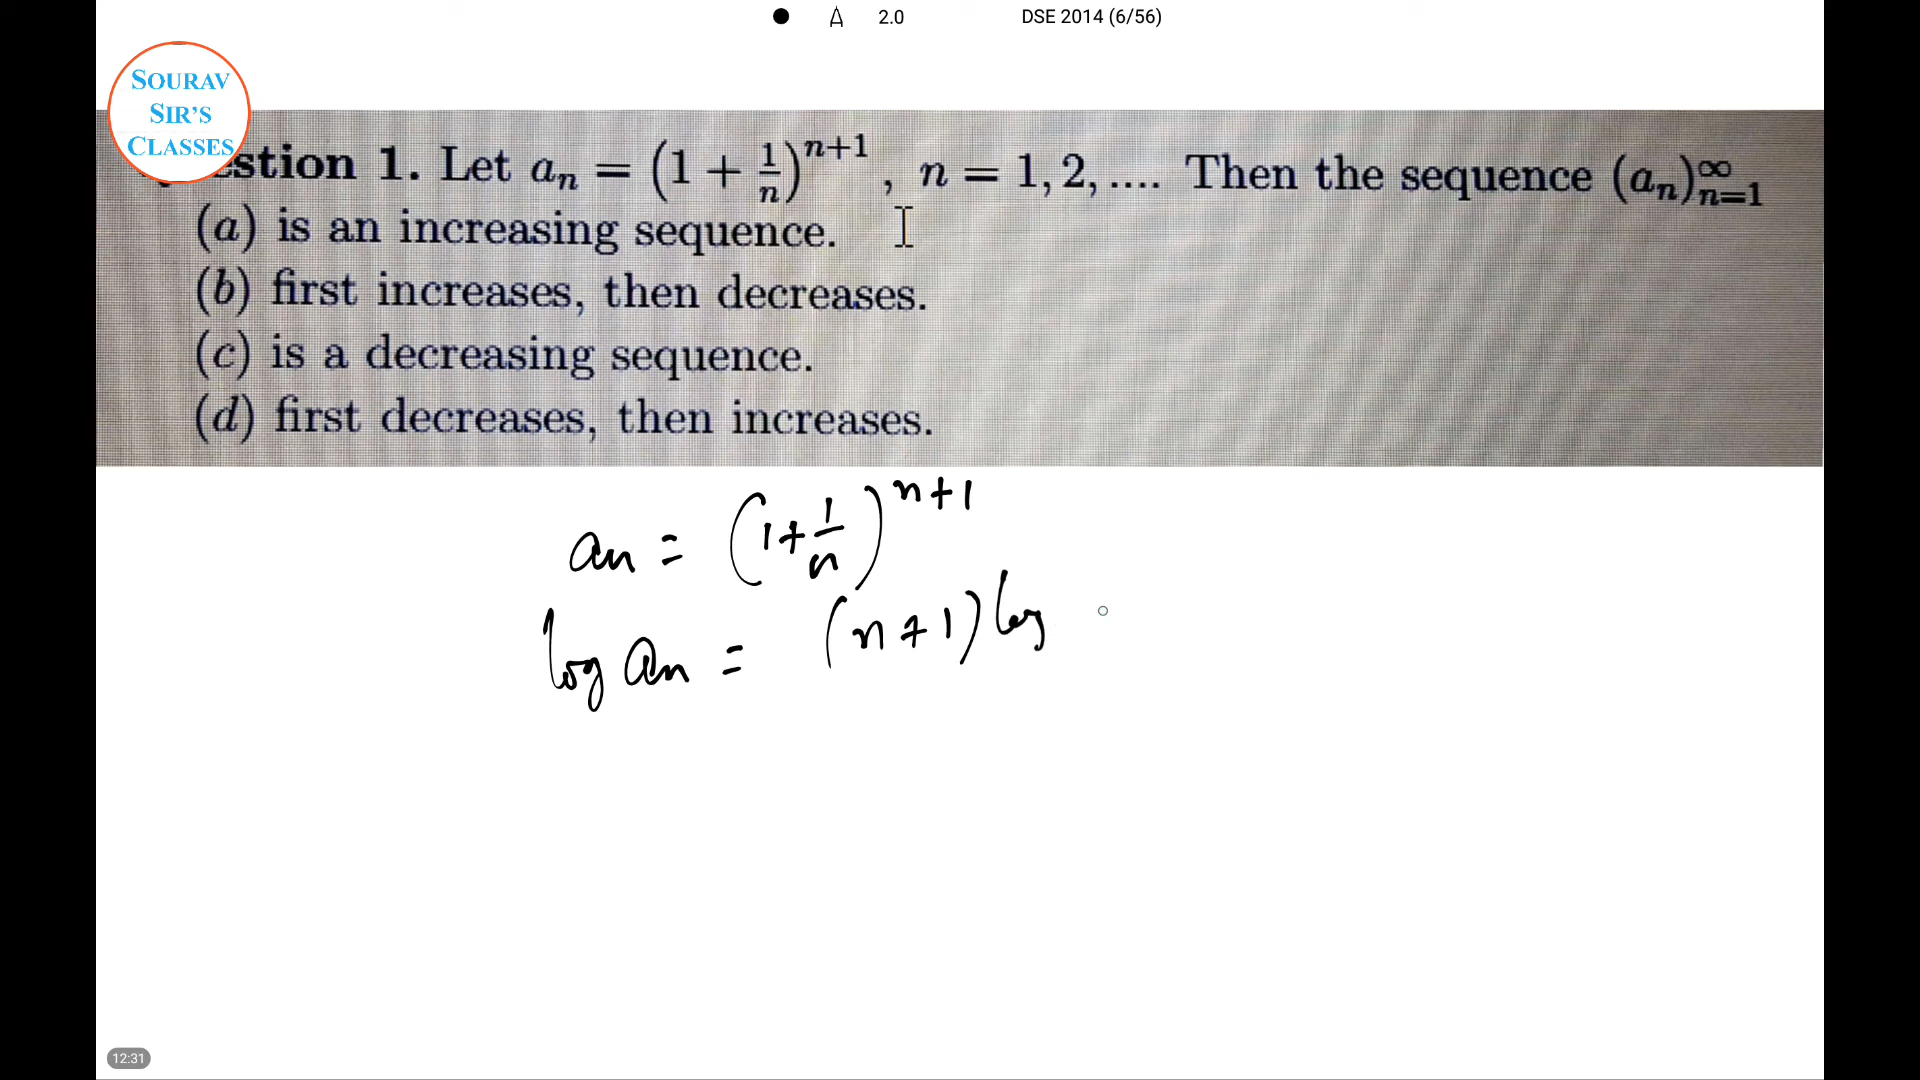 ● A 2.0 DSE 2014 (6/56)
SOURAV
SIR'S
CLASSES
stion 1. Let aₙ = (1 + 1/n)ⁿ⁺¹, n = 1, 2, .... Then the sequence (aₙ)∞ₙ₌₁
(a) is an increasing sequence.
(b) first increases, then decreases.
(c) is a decreasing sequence.
(d) first decreases, then increases.
an = (1+1/n)ⁿ⁺¹
log an = (n+1) log
12:31